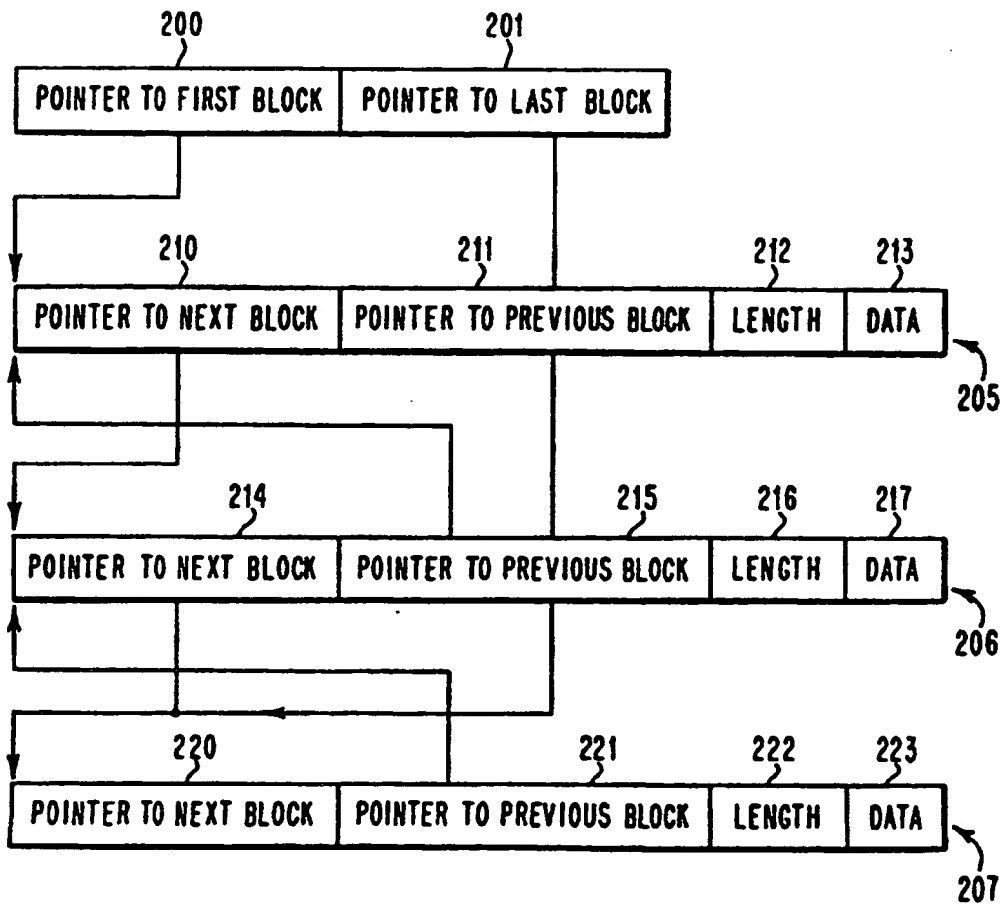 200 201
POINTER TO FIRST BLOCK POINTER TO LAST BLOCK
210 211 212 213
POINTER TO NEXT BLOCK POINTER TO PREVIOUS BLOCK LENGTH DATA
205
214 215 216 217
POINTER TO NEXT BLOCK POINTER TO PREVIOUS BLOCK LENGTH DATA
206
220 221 222 223
POINTER TO NEXT BLOCK POINTER TO PREVIOUS BLOCK LENGTH DATA
207